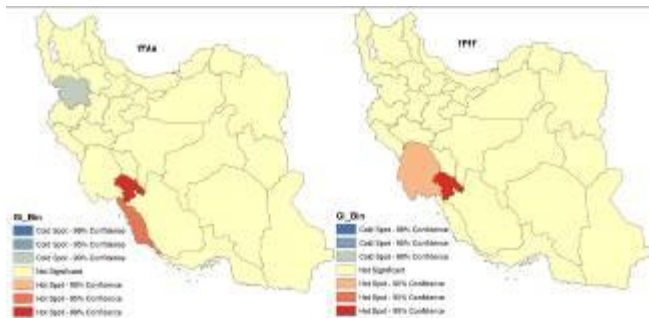 ۱۳۸۵
Gi_Bin
Cold Spot - 99% Confidence
Cold Spot - 95% Confidence
Cold Spot - 90% Confidence
Not Significant
Hot Spot - 90% Confidence
Hot Spot - 95% Confidence
Hot Spot - 99% Confidence
Gi_Bin
Cold Spot - 99% Confidence
Cold Spot - 95% Confidence
Cold Spot - 90% Confidence
Not Significant
Hot Spot - 90% Confidence
Hot Spot - 95% Confidence
Hot Spot - 99% Confidence